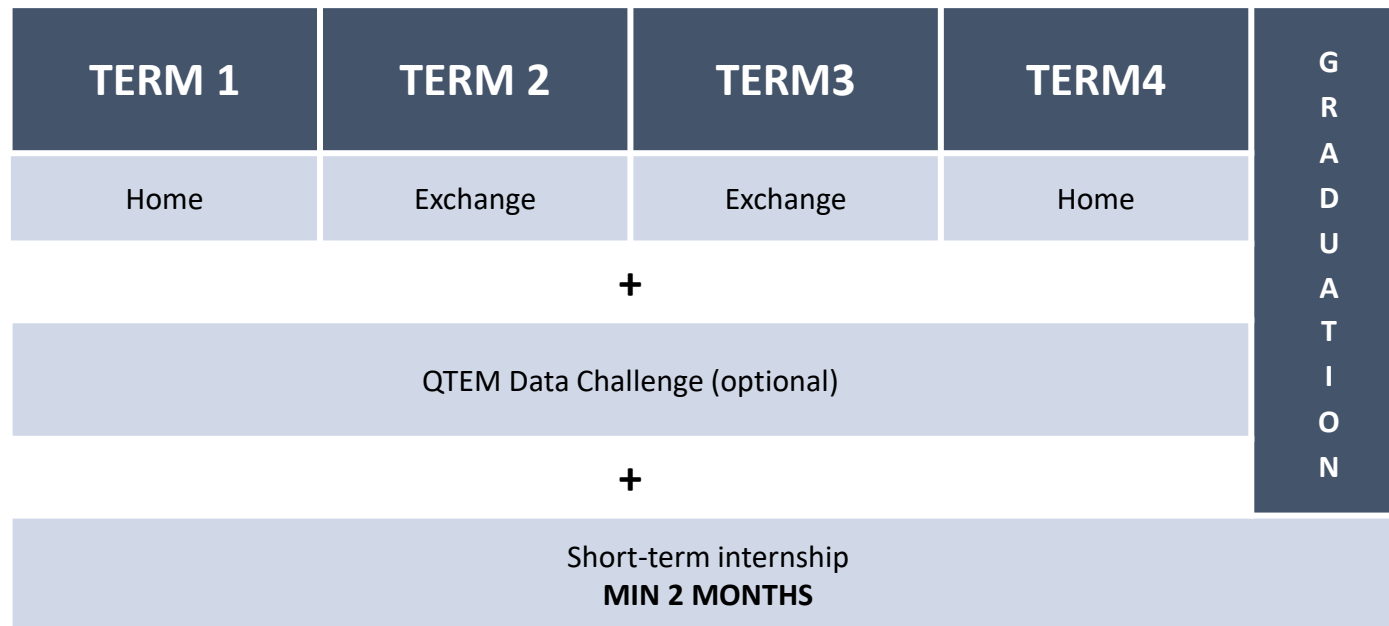 TERM 1
TERM 2
TERM3
TERM4
GRADUATION
Home
Exchange
Exchange
Home
+
QTEM Data Challenge (optional)
+
Short-term internship
MIN 2 MONTHS